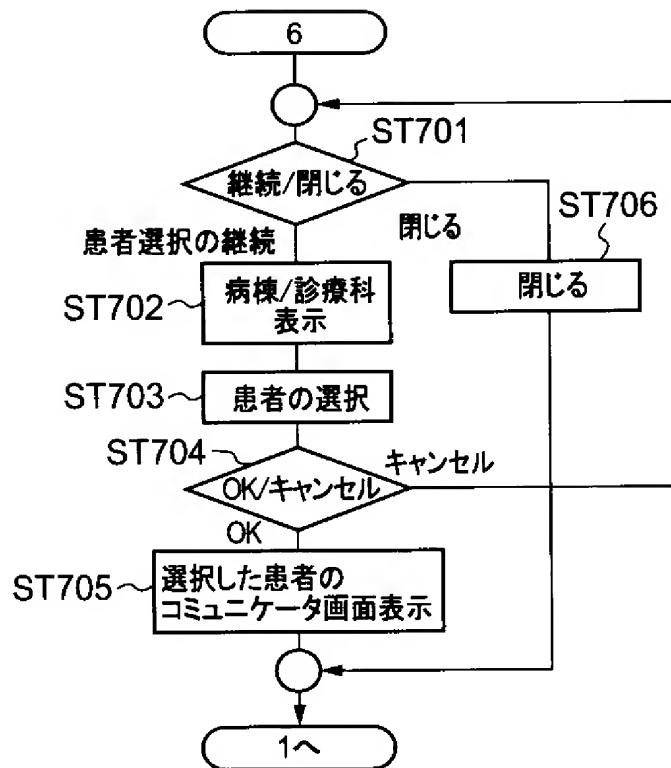 6
ST701
継続/閉じる
患者選択の継続
閉じる
ST706
閉じる
ST702
病棟/診療科
表示
ST703
患者の選択
ST704
OK/キャンセル
キャンセル
OK
ST705
選択した患者の
コミュニケータ画面表示
1へ